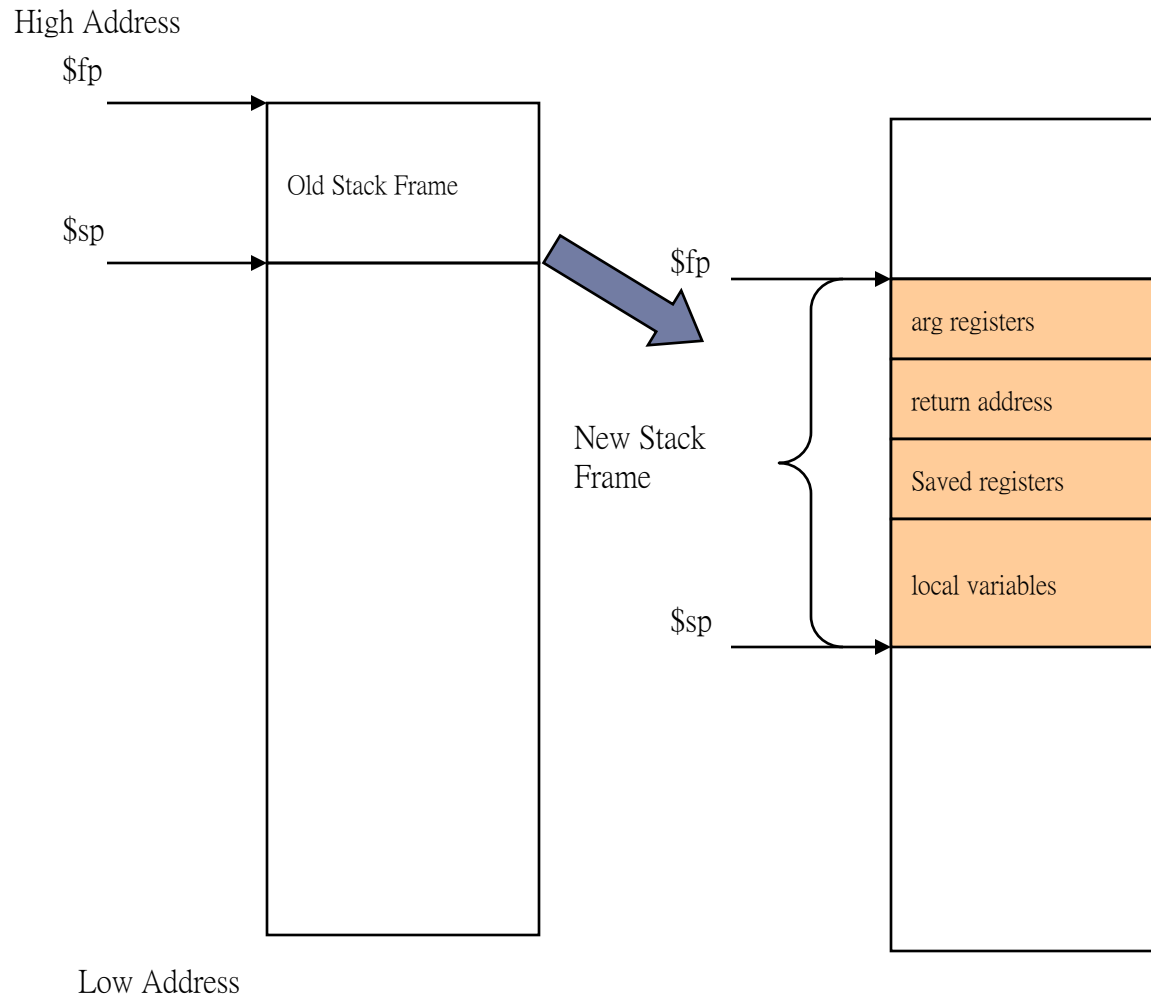 High Address
$fp
Old Stack Frame
$sp
$fp
arg registers
return address
New Stack
Frame
Saved registers
local variables
$sp
Low Address